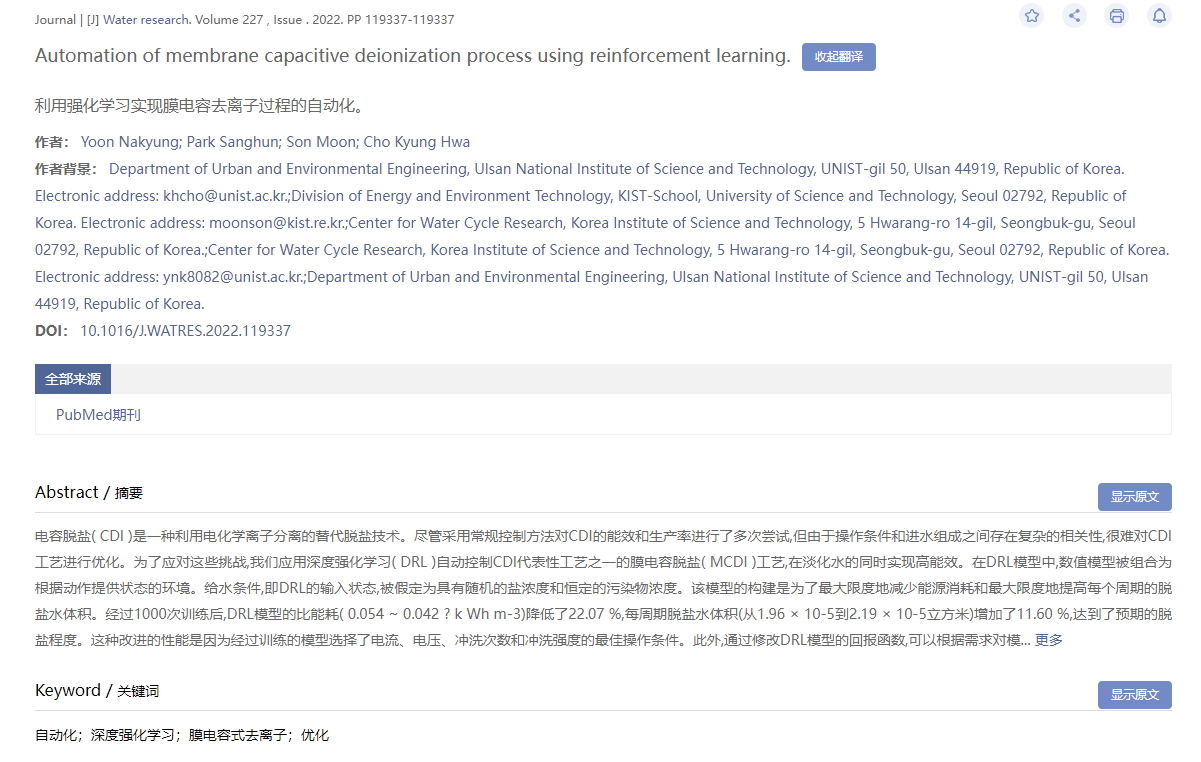 Journal | [J] Water research. Volume 227 , Issue . 2022. PP 119337-119337
Automation of membrane capacitive deionization process using reinforcement learning. 收起翻译
利用强化学习实现膜电容去离子过程的自动化。
作者： Yoon Nakyung; Park Sanghun; Son Moon; Cho Kyung Hwa
作者背景： Department of Urban and Environmental Engineering, Ulsan National Institute of Science and Technology, UNIST-gil 50, Ulsan 44919, Republic of Korea.
Electronic address: khcho@unist.ac.kr.;Division of Energy and Environment Technology, KIST-School, University of Science and Technology, Seoul 02792, Republic of
Korea. Electronic address: moonson@kist.re.kr.;Center for Water Cycle Research, Korea Institute of Science and Technology, 5 Hwarang-ro 14-gil, Seongbuk-gu, Seoul
02792, Republic of Korea.;Center for Water Cycle Research, Korea Institute of Science and Technology, 5 Hwarang-ro 14-gil, Seongbuk-gu, Seoul 02792, Republic of Korea.
Electronic address: ynk8082@unist.ac.kr.;Department of Urban and Environmental Engineering, Ulsan National Institute of Science and Technology, UNIST-gil 50, Ulsan
44919, Republic of Korea.
DOI： 10.1016/J.WATRES.2022.119337
全部来源
PubMed期刊
Abstract / 摘要 显示原文
电容脱盐( CDI )是一种利用电化学离子分离的替代脱盐技术。尽管采用常规控制方法对CDI的能效和生产率进行了多次尝试,但由于操作条件和进水组成之间存在复杂的相关性,很难对CDI
工艺进行优化。为了应对这些挑战,我们应用深度强化学习( DRL )自动控制CDI代表性工艺之一的膜电容脱盐( MCDI )工艺,在淡化水的同时实现高能效。在DRL模型中,数值模型被组合为
根据动作提供状态的环境。给水条件,即DRL的输入状态,被假定为具有随机的盐浓度和恒定的污染物浓度。该模型的构建是为了最大限度地减少能源消耗和最大限度地提高每个周期的脱
盐水体积。经过1000次训练后,DRL模型的比能耗( 0.054 ~ 0.042 ? k Wh m-3)降低了22.07 %,每周期脱盐水体积(从1.96 × 10-5到2.19 × 10-5立方米)增加了11.60 %,达到了预期的脱
盐程度。这种改进的性能是因为经过训练的模型选择了电流、电压、冲洗次数和冲洗强度的最佳操作条件。此外,通过修改DRL模型的回报函数,可以根据需求对模... 更多
Keyword / 关键词 显示原文
自动化；深度强化学习；膜电容式去离子；优化